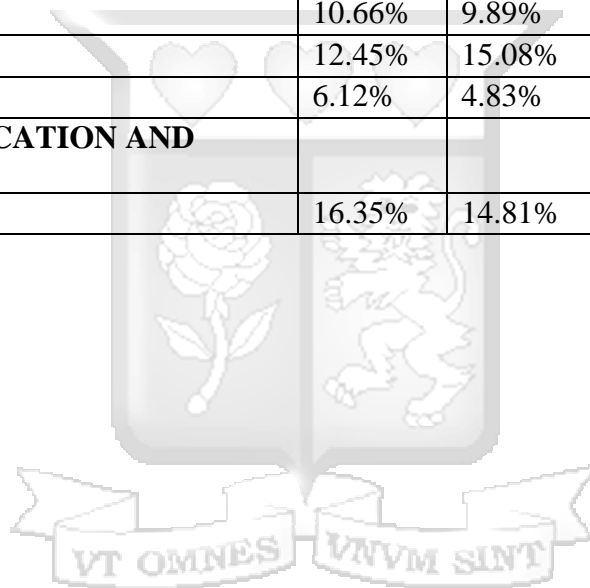 10.66% 9.89%
12.45% 15.08%
6.12% 4.83%
CATION AND
16.35% 14.81%
VT OMNES VNVM SINT